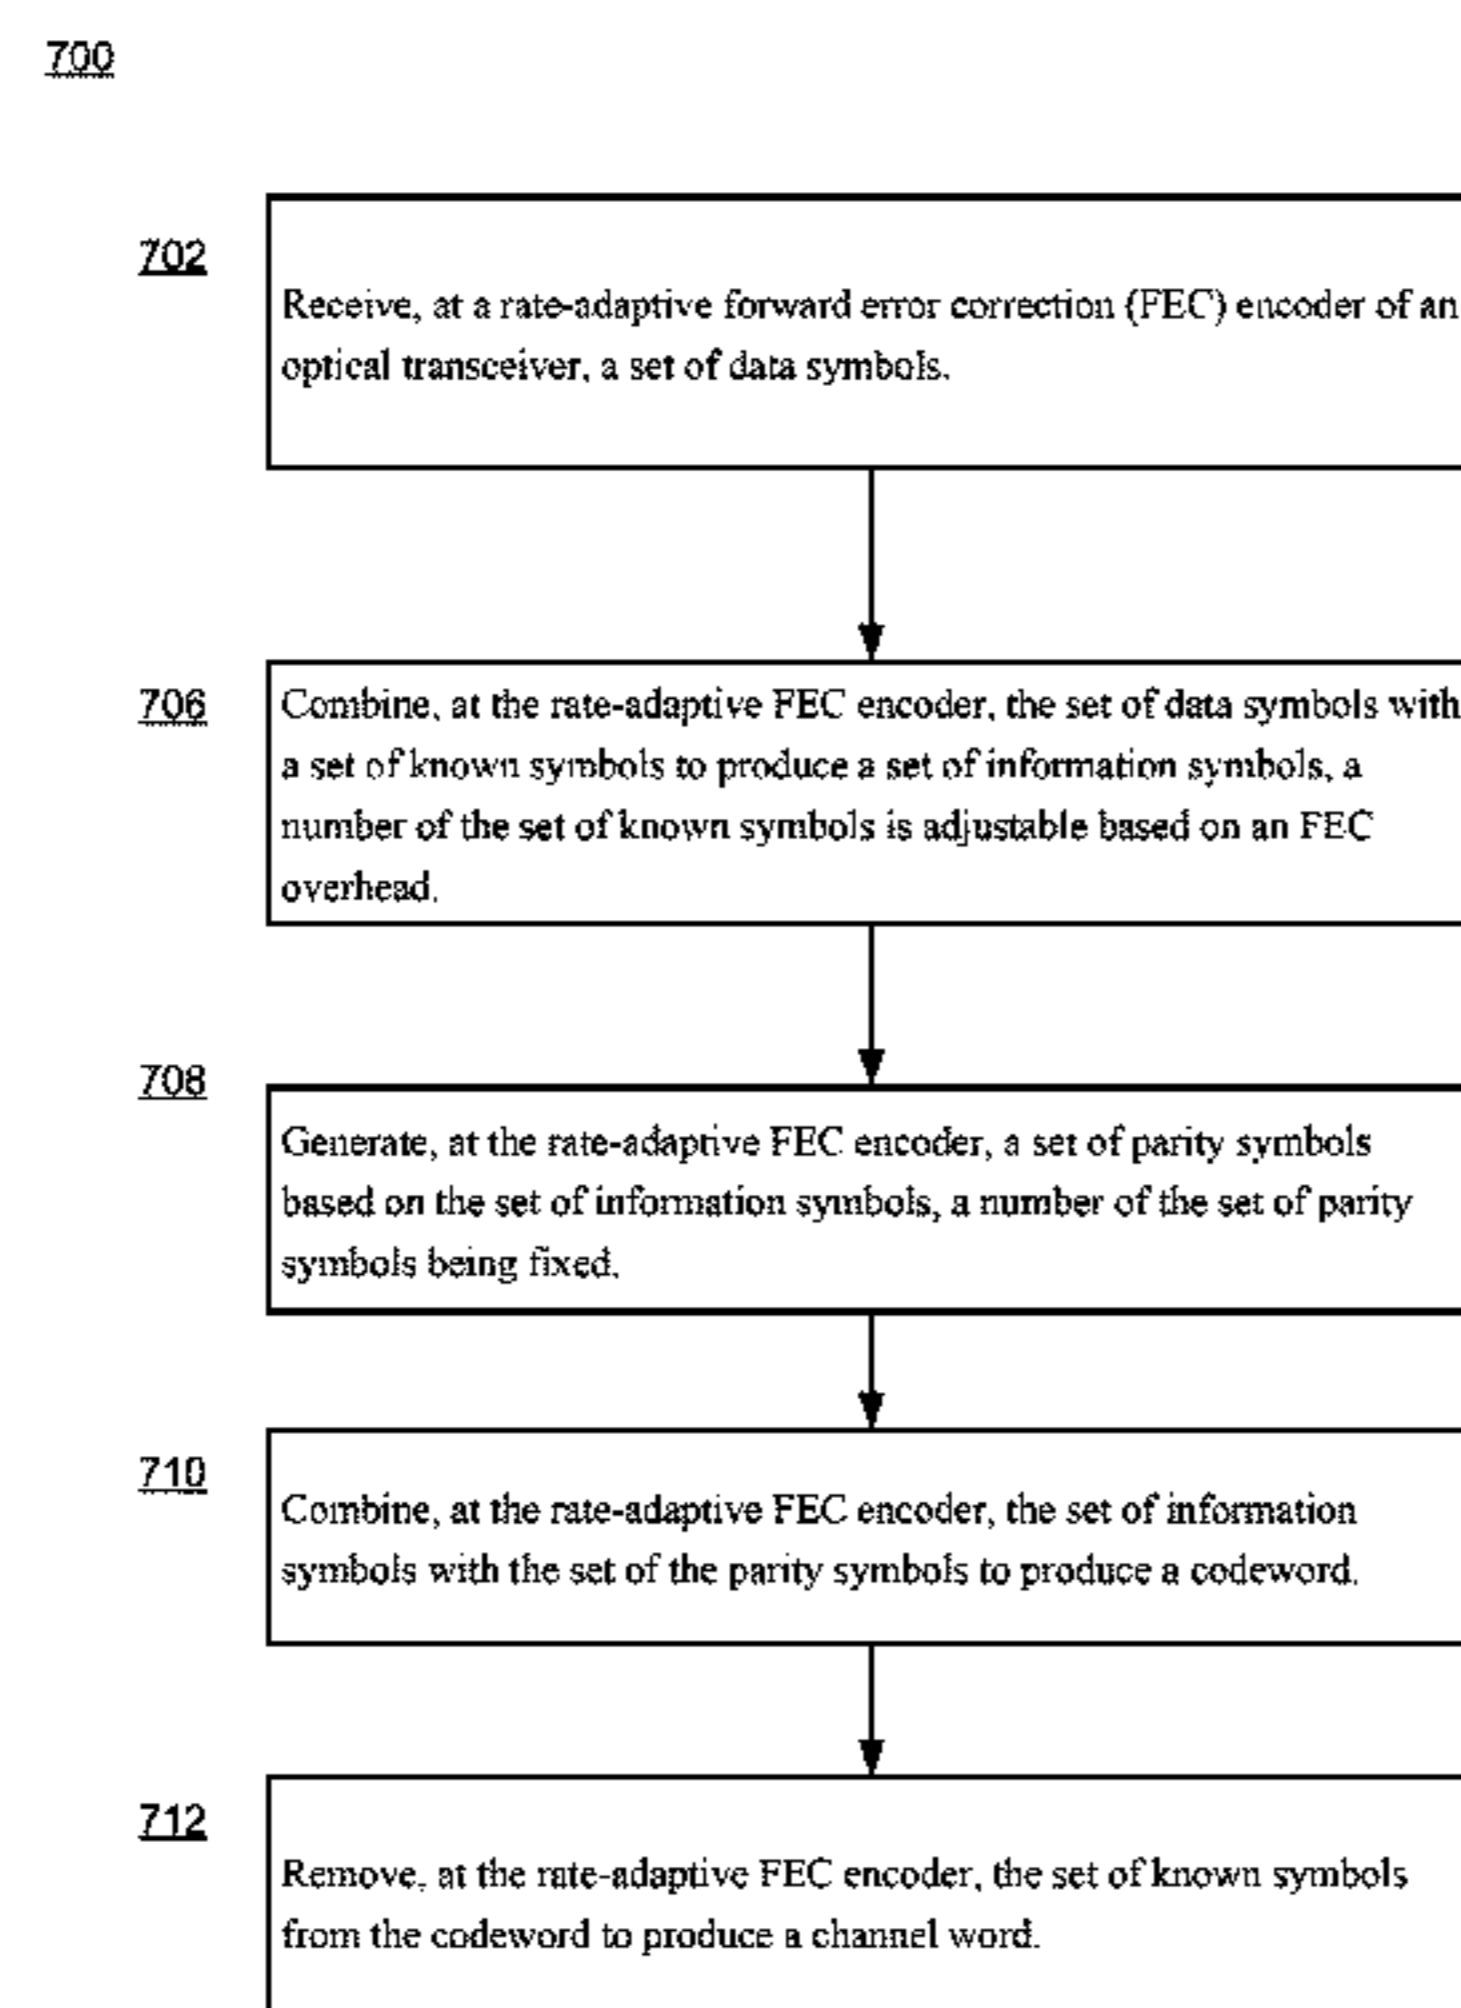 700
702
Receive, at a rate-adaptive forward error correction (FEC) encoder of an
optical transceiver, a set of data symbols.
706
Combine, at the rate-adaptive FEC encoder, the set of data symbols with
a set of known symbols to produce a set of information symbols, a
number of the set of known symbols is adjustable based on an FEC
overhead.
708
Generate, at the rate-adaptive FEC encoder, a set of parity symbols
based on the set of information symbols, a number of the set of parity
symbols being fixed.
710
Combine, at the rate-adaptive FEC encoder, the set of information
symbols with the set of the parity symbols to produce a codeword.
712
Remove, at the rate-adaptive FEC encoder, the set of known symbols
from the codeword to produce a channel word.